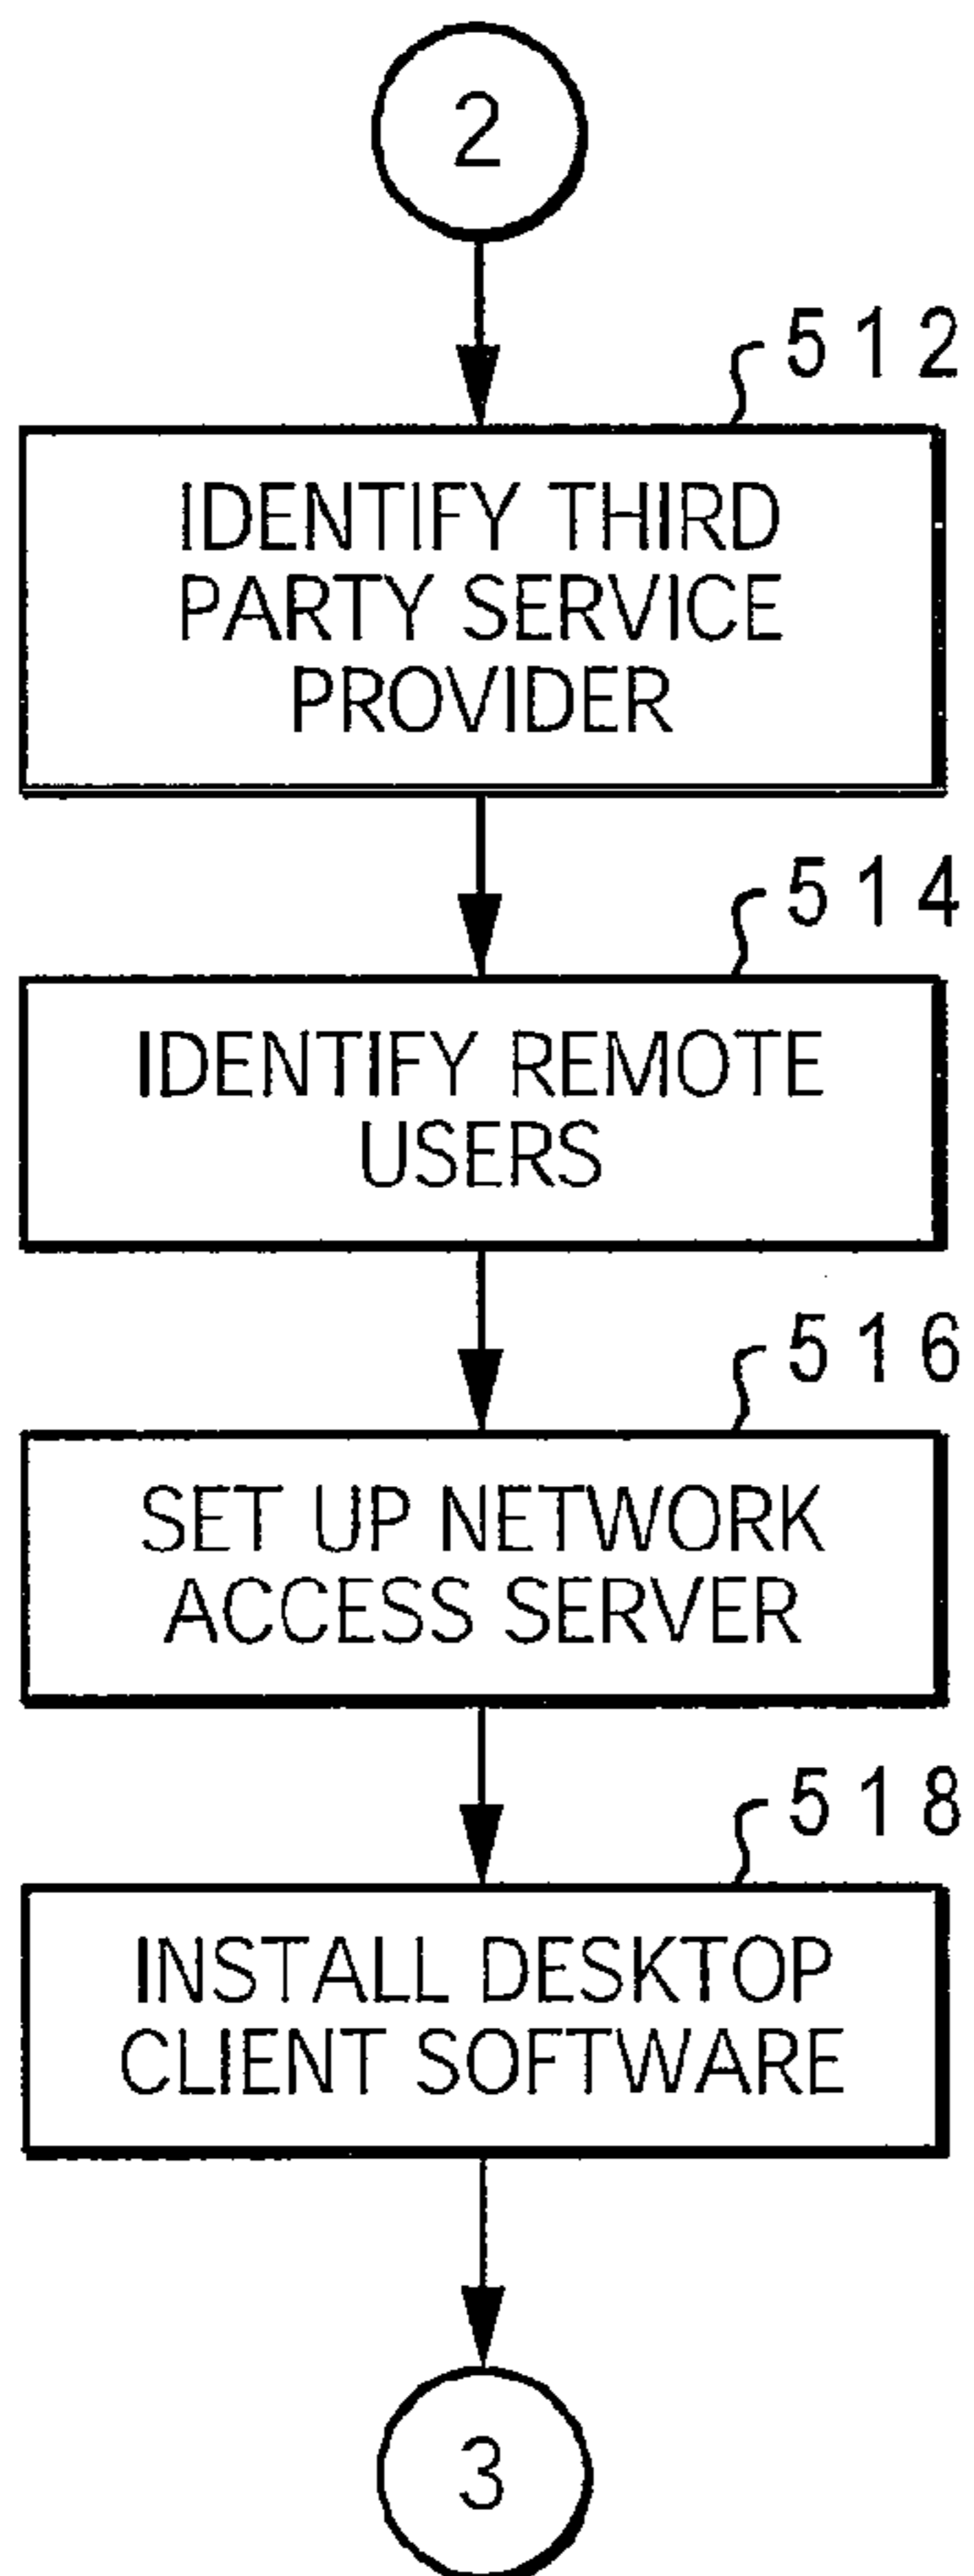 2
512
IDENTIFY THIRD
PARTY SERVICE
PROVIDER
514
IDENTIFY REMOTE
USERS
516
SET UP NETWORK
ACCESS SERVER
518
INSTALL DESKTOP
CLIENT SOFTWARE
3